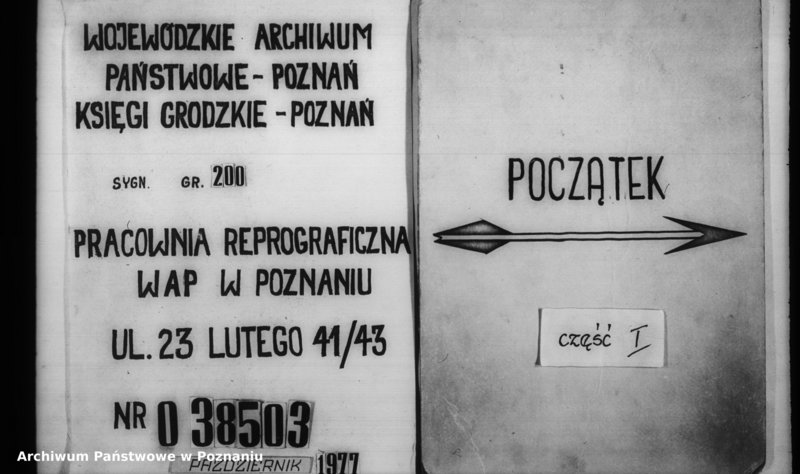 WOJEWÓDZKIE ARCHIWUM
PAŃSTWOWE - POZNAŃ
KSIĘGI GRODZKIE - POZNAŃ
SYGN. GR. 200
PRACOWNIA REPROGRAFICZNA
WAP W POZNANIU
UL. 23 LUTEGO 41/43
NR 0 38503
PAŹDZIERNIK 1977
POCZĄTEK
część I
Archiwum Państwowe w Poznaniu